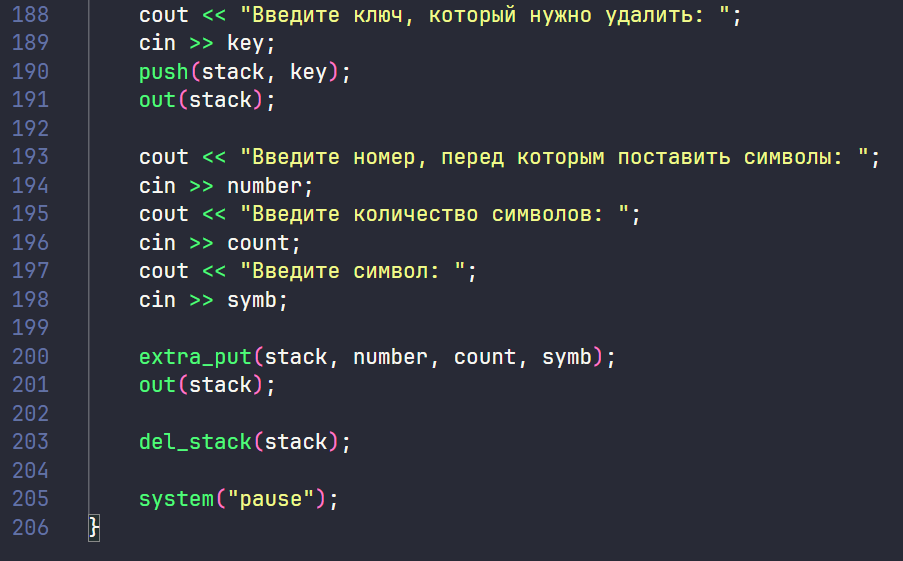 188 cout << "Введите ключ, который нужно удалить: ";
189 cin >> key;
190 push(stack, key);
191 out(stack);
192
193 cout << "Введите номер, перед которым поставить символы: ";
194 cin >> number;
195 cout << "Введите количество символов: ";
196 cin >> count;
197 cout << "Введите символ: ";
198 cin >> symb;
199
200 extra_put(stack, number, count, symb);
201 out(stack);
202
203 del_stack(stack);
204
205 system("pause");
206 }